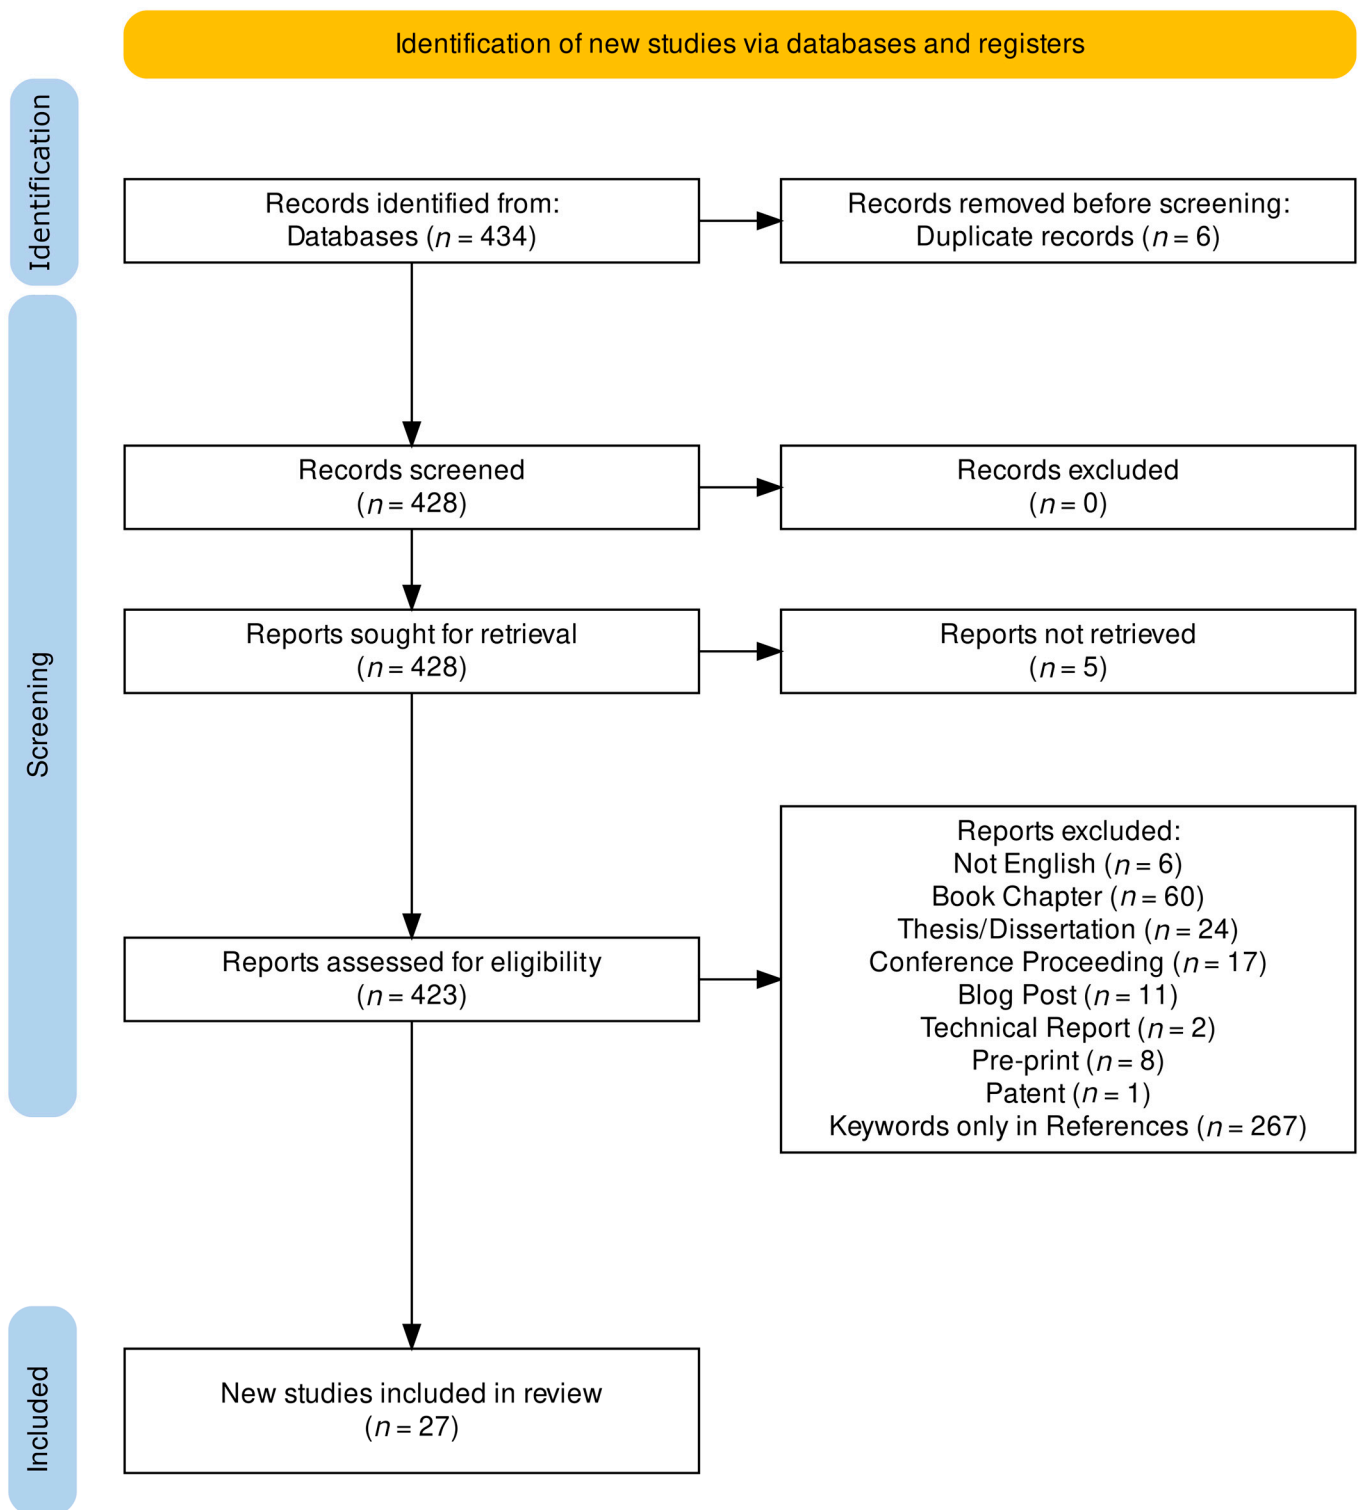 Identification of new studies via databases and registers
Identification
Records identified from:
Databases (n = 434)
Records removed before screening:
Duplicate records (n = 6)
Screening
Records screened
(n = 428)
Records excluded
(n = 0)
Reports sought for retrieval
(n = 428)
Reports not retrieved
(n = 5)
Reports assessed for eligibility
(n = 423)
Reports excluded:
Not English (n = 6)
Book Chapter (n = 60)
Thesis/Dissertation (n = 24)
Conference Proceeding (n = 17)
Blog Post (n = 11)
Technical Report (n = 2)
Pre-print (n = 8)
Patent (n = 1)
Keywords only in References (n = 267)
Included
New studies included in review
(n = 27)